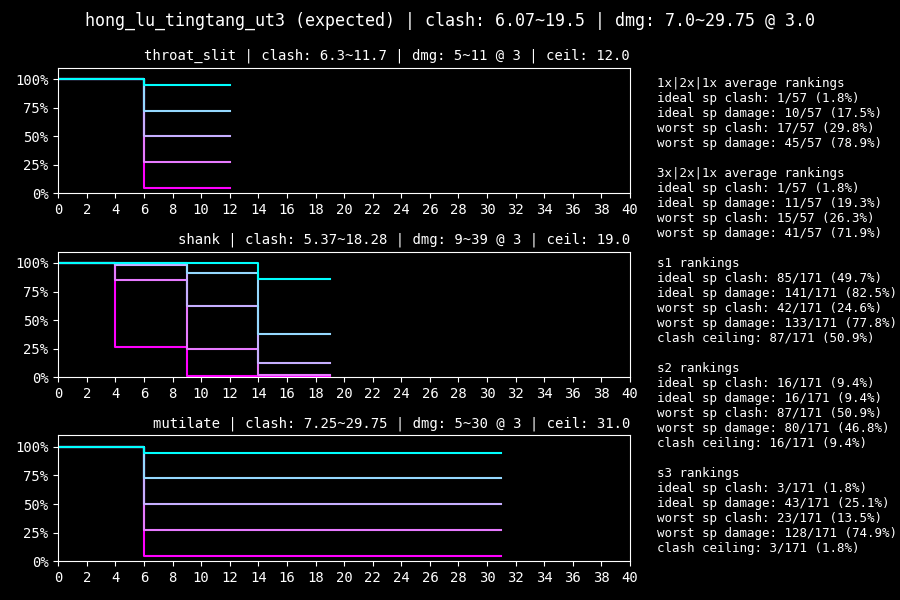 hong_lu_tingtang_ut3 (expected) | clash: 6.07~19.5 | dmg: 7.0~29.75 @ 3.0
throat_slit | clash: 6.3~11.7 | dmg: 5~11 @ 3 | ceil: 12.0
100%
75%
50%
25%
0%
0 2 4 6 8 10 12 14 16 18 20 22 24 26 28 30 32 34 36 38 40
shank | clash: 5.37~18.28 | dmg: 9~39 @ 3 | ceil: 19.0
100%
75%
50%
25%
0%
0 2 4 6 8 10 12 14 16 18 20 22 24 26 28 30 32 34 36 38 40
mutilate | clash: 7.25~29.75 | dmg: 5~30 @ 3 | ceil: 31.0
100%
75%
50%
25%
0%
0 2 4 6 8 10 12 14 16 18 20 22 24 26 28 30 32 34 36 38 40
1x|2x|1x average rankings
ideal sp clash: 1/57 (1.8%)
ideal sp damage: 10/57 (17.5%)
worst sp clash: 17/57 (29.8%)
worst sp damage: 45/57 (78.9%)
3x|2x|1x average rankings
ideal sp clash: 1/57 (1.8%)
ideal sp damage: 11/57 (19.3%)
worst sp clash: 15/57 (26.3%)
worst sp damage: 41/57 (71.9%)
s1 rankings
ideal sp clash: 85/171 (49.7%)
ideal sp damage: 141/171 (82.5%)
worst sp clash: 42/171 (24.6%)
worst sp damage: 133/171 (77.8%)
clash ceiling: 87/171 (50.9%)
s2 rankings
ideal sp clash: 16/171 (9.4%)
ideal sp damage: 16/171 (9.4%)
worst sp clash: 87/171 (50.9%)
worst sp damage: 80/171 (46.8%)
clash ceiling: 16/171 (9.4%)
s3 rankings
ideal sp clash: 3/171 (1.8%)
ideal sp damage: 43/171 (25.1%)
worst sp clash: 23/171 (13.5%)
worst sp damage: 128/171 (74.9%)
clash ceiling: 3/171 (1.8%)